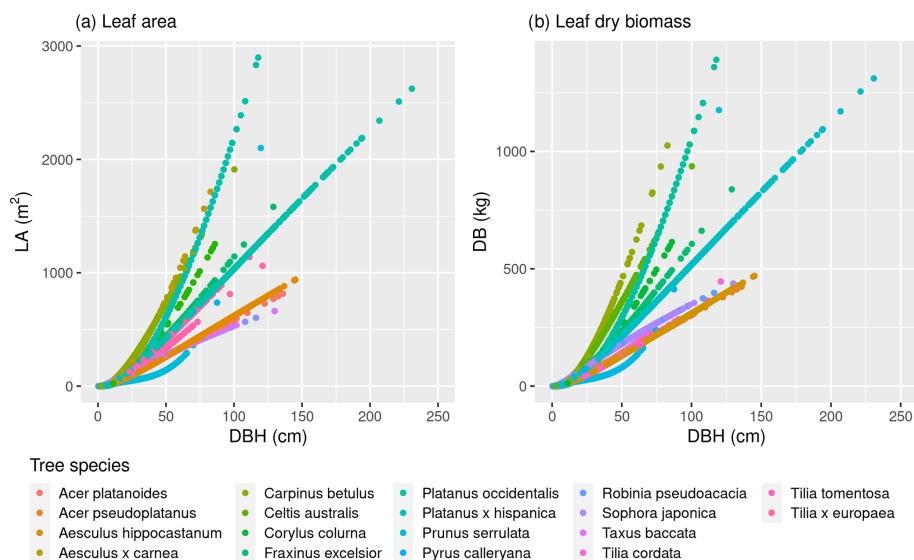 (a) Leaf area
(b) Leaf dry biomass
3000
2000
1000
0
LA (m²)
0 50 100 150 200 250
DBH (cm)
1000
500
0
DB (kg)
0 50 100 150 200 250
DBH (cm)
Tree species
Acer platanoides
Acer pseudoplatanus
Aesculus hippocastanum
Aesculus x carnea
Carpinus betulus
Celtis australis
Corylus colurna
Fraxinus excelsior
Platanus occidentalis
Platanus x hispanica
Prunus serrulata
Pyrus calleryana
Robinia pseudoacacia
Sophora japonica
Taxus baccata
Tilia cordata
Tilia tomentosa
Tilia x europaea